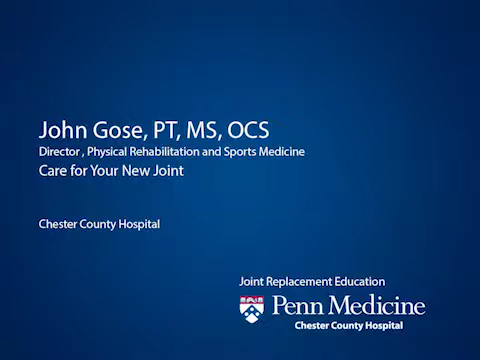 John Gose, PT, MS, OCS
Director , Physical Rehabilitation and Sports Medicine
Care for Your New Joint
Chester County Hospital
Joint Replacement Education
Penn Medicine
Chester County Hospital